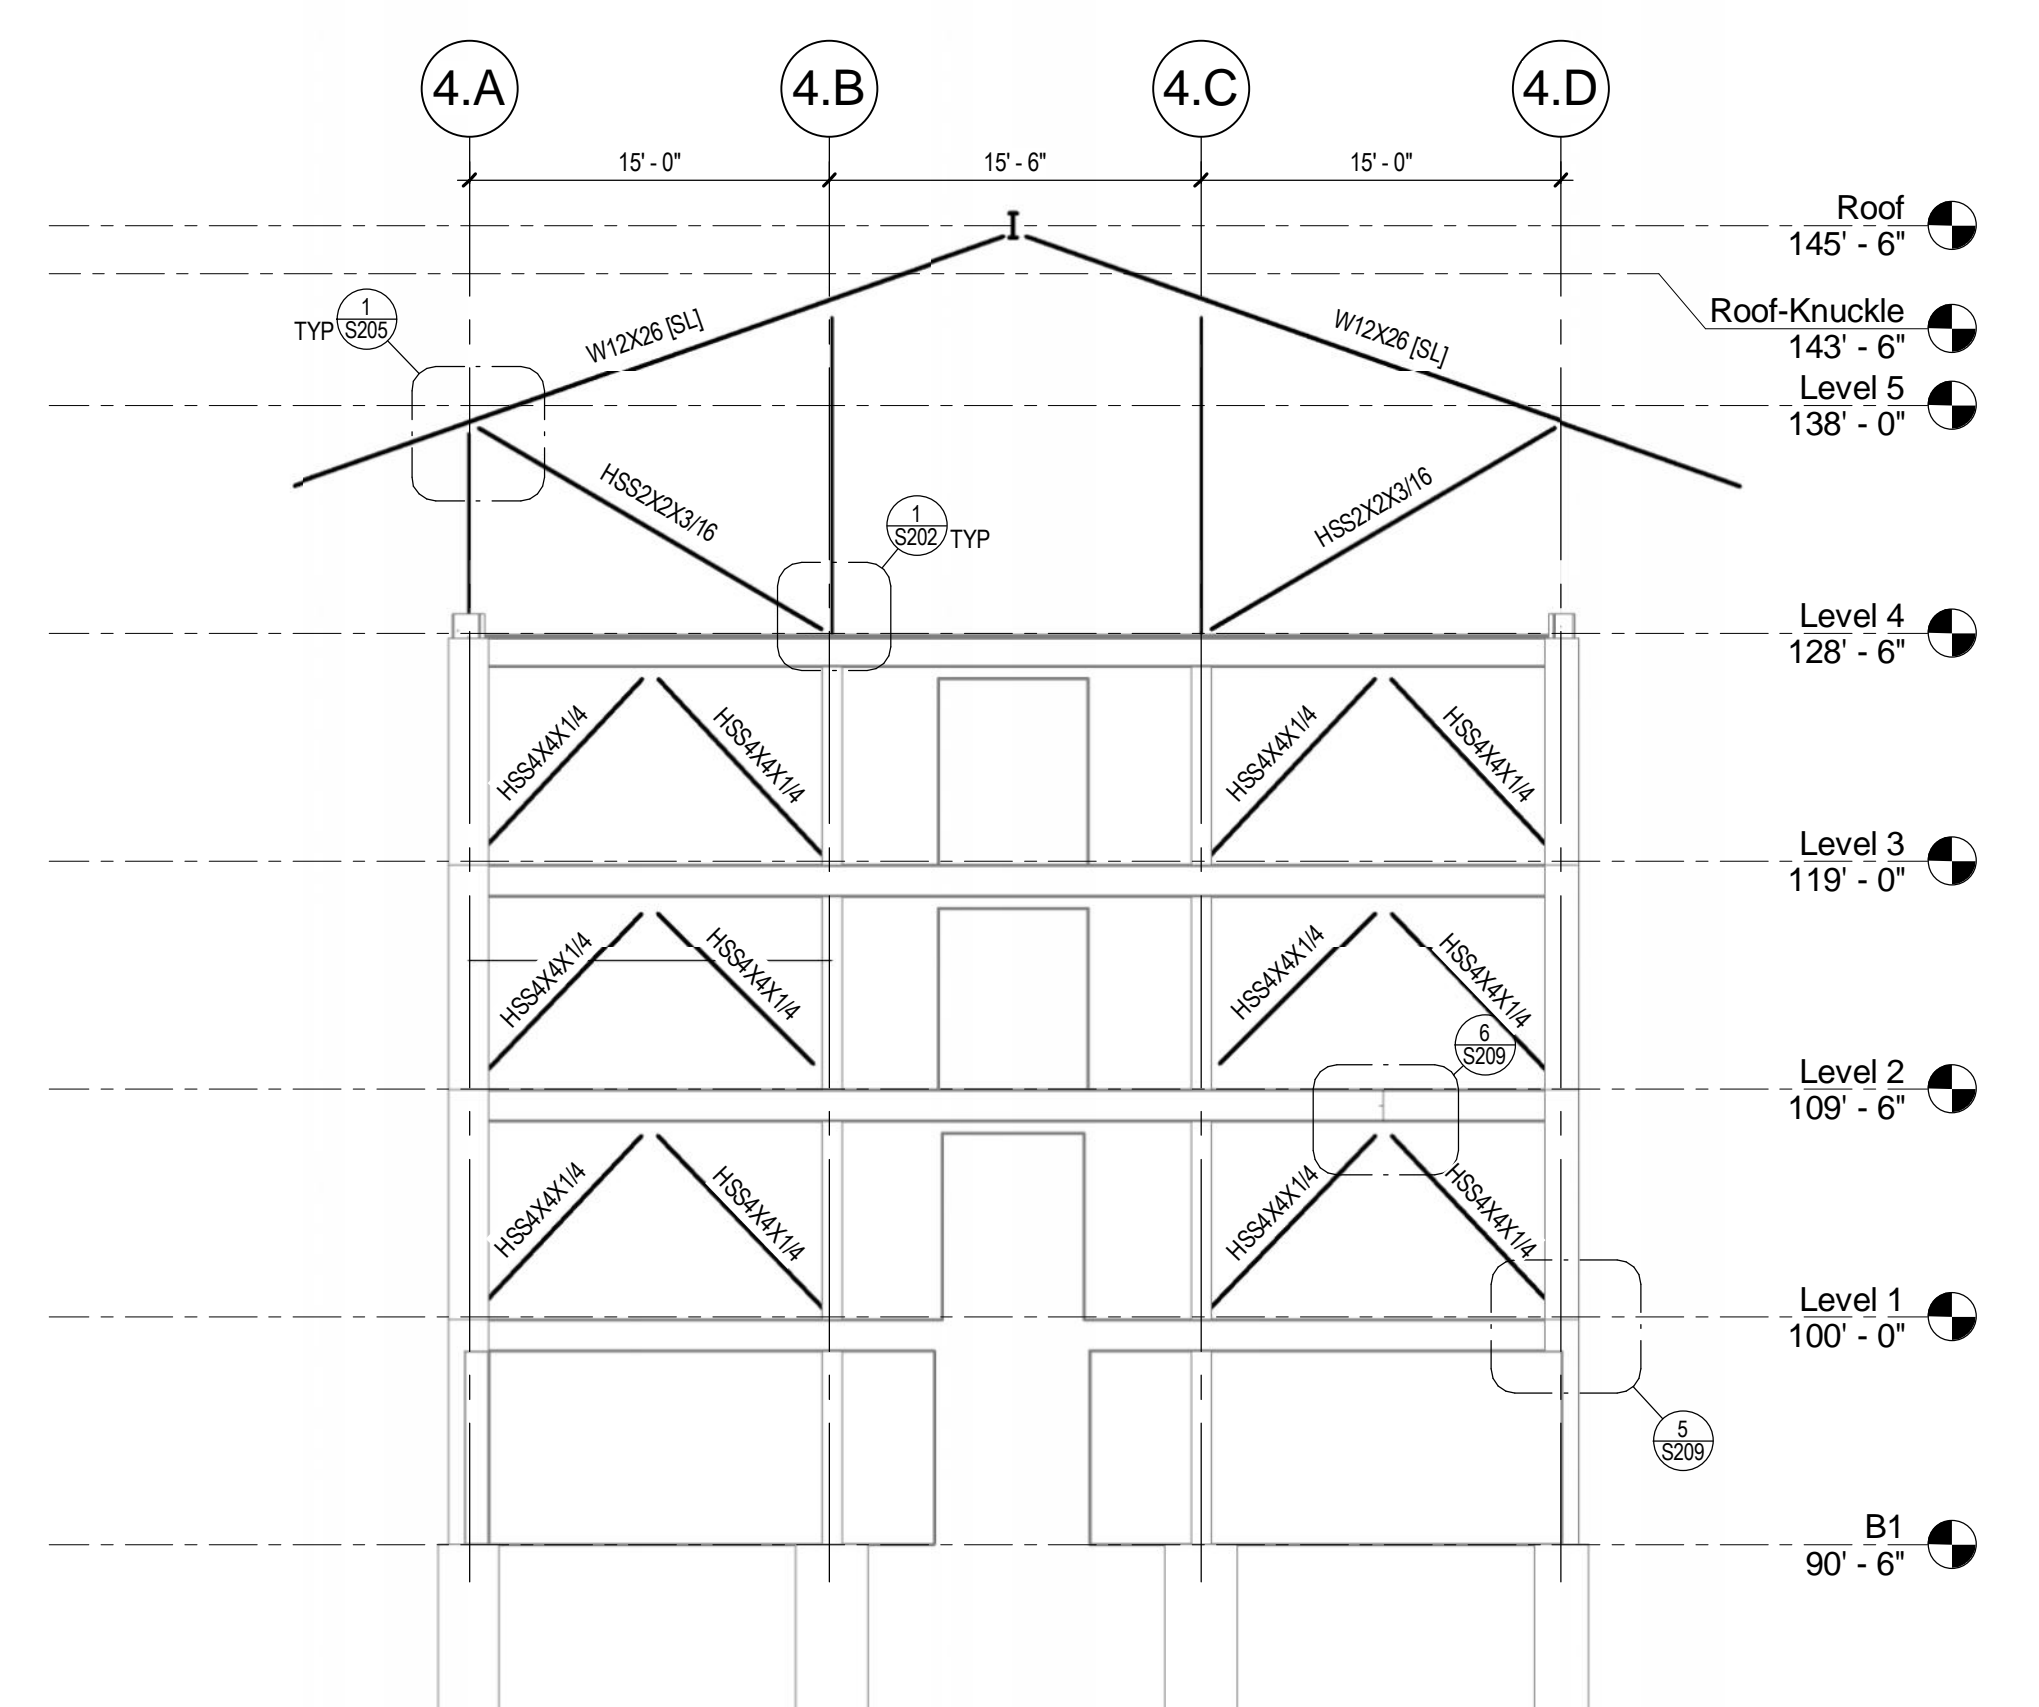 4.A 4.B 4.C 4.D
15' - 0" 15' - 6" 15' - 0"
Roof
145' - 6"
Roof-Knuckle
143' - 6"
1
TYP S205
W12X26 [SL] W12X26 [SL]
Level 5
138' - 0"
HSS2X2X3/16 HSS2X2X3/16
1
S202 TYP
Level 4
128' - 6"
HSS4X4X1/4 HSS4X4X1/4 HSS4X4X1/4 HSS4X4X1/4
Level 3
119' - 0"
HSS4X4X1/4 HSS4X4X1/4 HSS4X4X1/4 HSS4X4X1/4
6
S209
Level 2
109' - 6"
HSS4X4X1/4 HSS4X4X1/4 HSS4X4X1/4 HSS4X4X1/4
Level 1
100' - 0"
5
S209
B1
90' - 6"